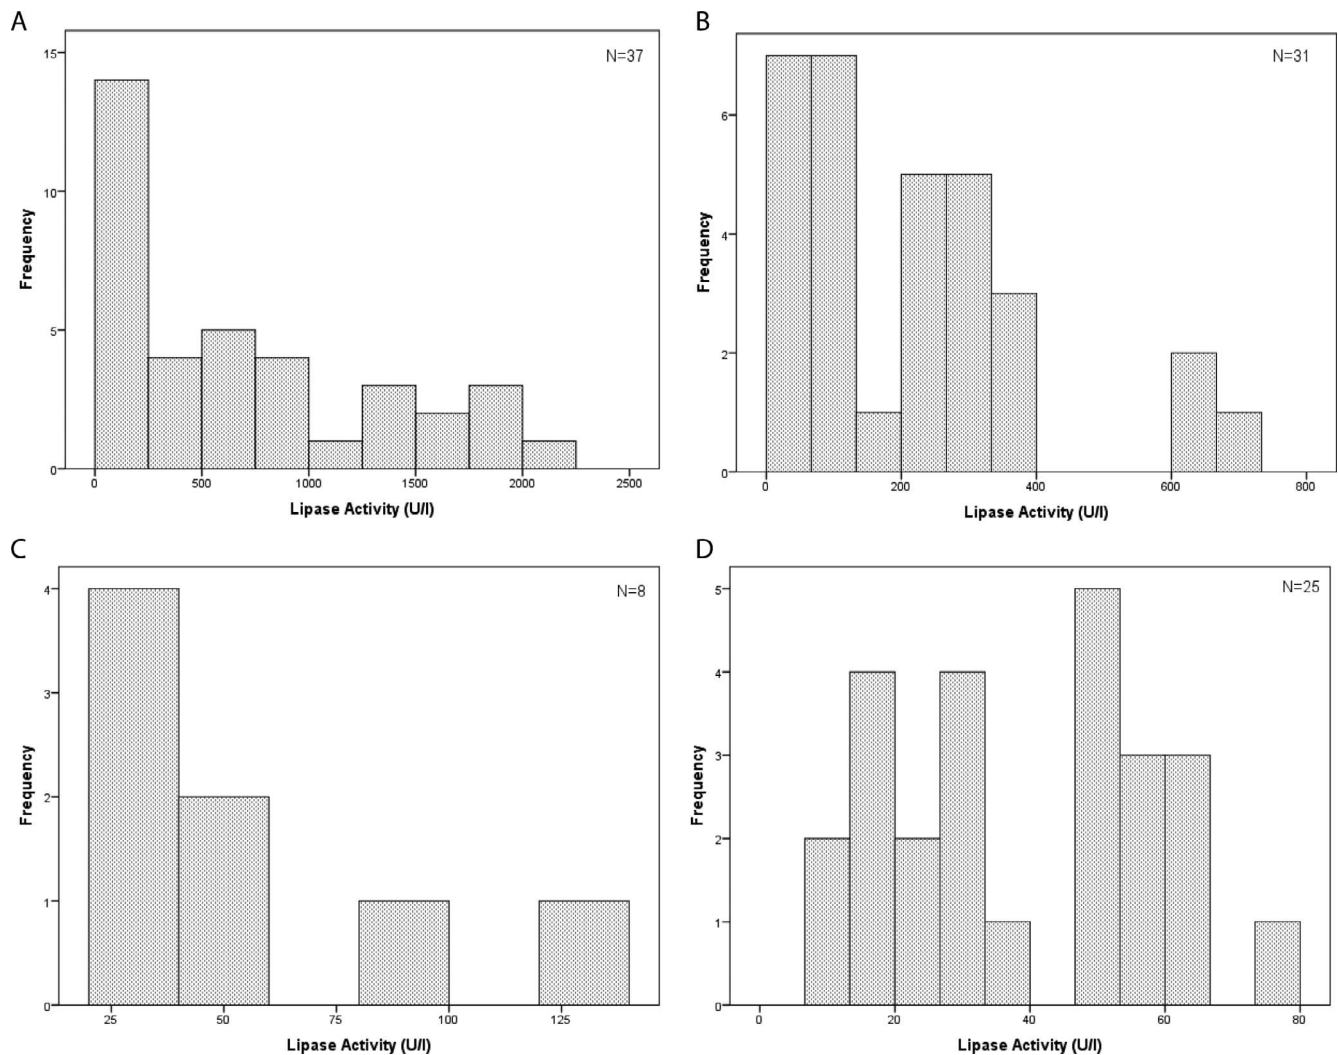 A
N=37
15
10
5
0
Frequency
0 500 1000 1500 2000 2500
Lipase Activity (U/l)
B
N=31
6
4
2
0
Frequency
0 200 400 600 800
Lipase Activity (U/l)
C
N=8
4
3
2
1
0
Frequency
25 50 75 100 125
Lipase Activity (U/l)
D
N=25
5
4
3
2
1
0
Frequency
0 20 40 60 80
Lipase Activity (U/l)